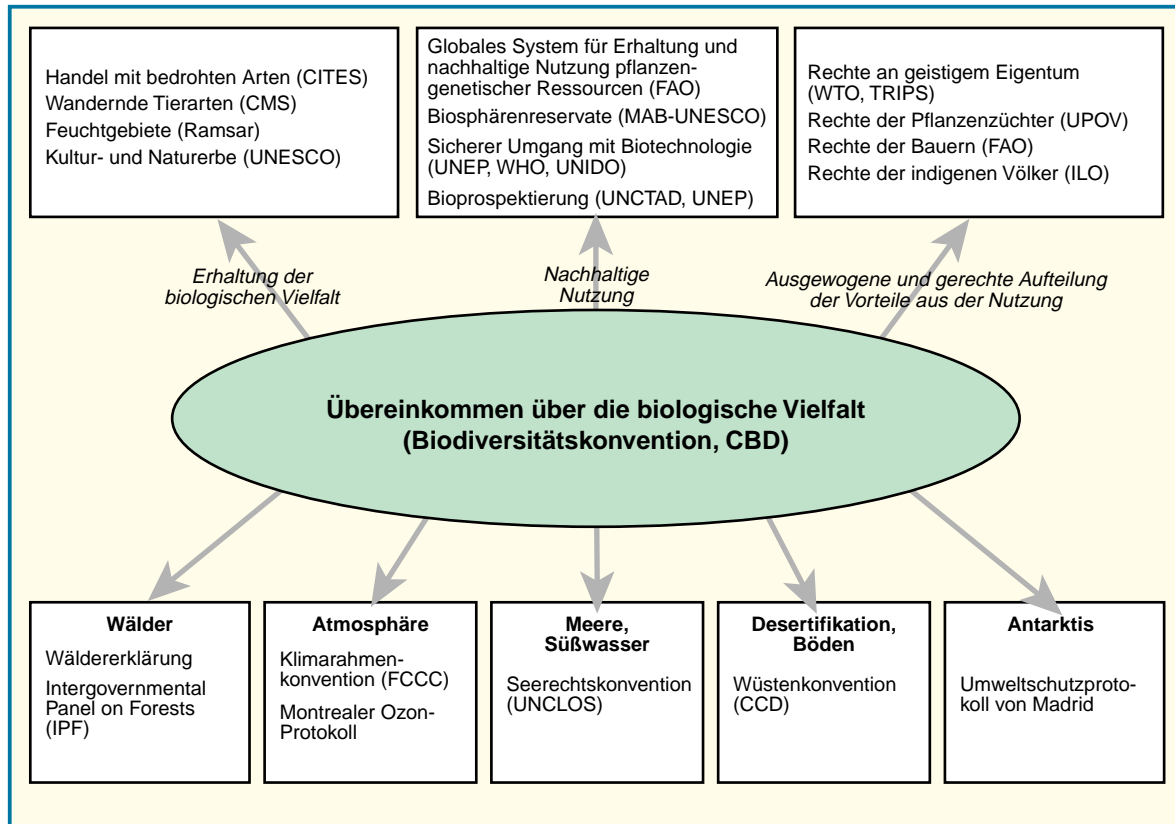 Handel mit bedrohten Arten (CITES)
Wandernde Tierarten (CMS)
Feuchtgebiete (Ramsar)
Kultur- und Naturerbe (UNESCO)
Globales System für Erhaltung und
nachhaltige Nutzung pflanzen-
genetischer Ressourcen (FAO)
Biosphärenreservate (MAB-UNESCO)
Sicherer Umgang mit Biotechnologie
(UNEP, WHO, UNIDO)
Bioprospektierung (UNCTAD, UNEP)
Rechte an geistigem Eigentum
(WTO, TRIPS)
Rechte der Pflanzenzüchter (UPOV)
Rechte der Bauern (FAO)
Rechte der indigenen Völker (ILO)
Erhaltung der
biologischen Vielfalt
Nachhaltige
Nutzung
Ausgewogene und gerechte Aufteilung
der Vorteile aus der Nutzung
Übereinkommen über die biologische Vielfalt
(Biodiversitätskonvention, CBD)
Wälder
Wäldererklärung
Intergovernmental
Panel on Forests
(IPF)
Atmosphäre
Klimarahmen-
konvention (FCCC)
Montrealer Ozon-
Protokoll
Meere,
Süßwasser
Seerechtskonvention
(UNCLOS)
Desertifikation,
Böden
Wüstenkonvention
(CCD)
Antarktis
Umweltschutzproto-
koll von Madrid